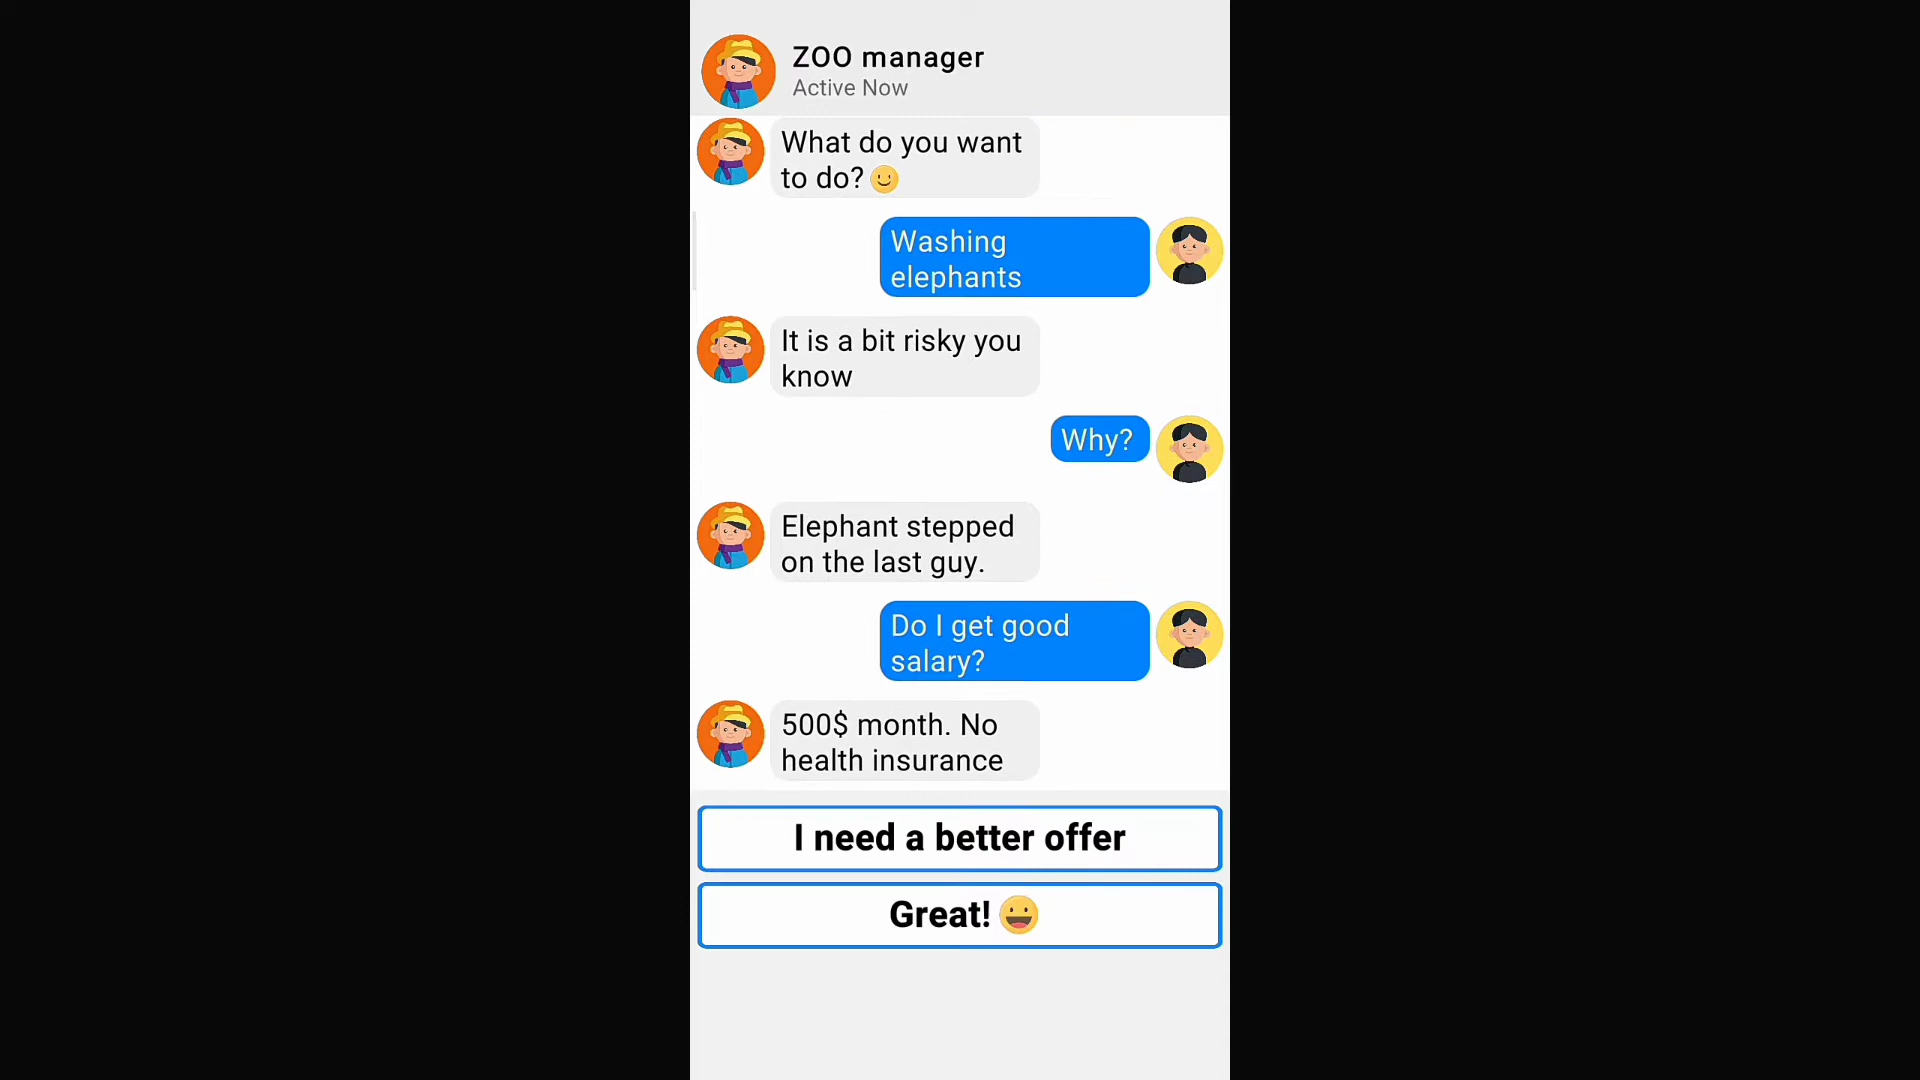 ZOO manager
Active Now
What do you want
to do? 🙂
Washing
elephants
It is a bit risky you
know
Why?
Elephant stepped
on the last guy.
Do I get good
salary?
500$ month. No
health insurance
I need a better offer
Great! 😀